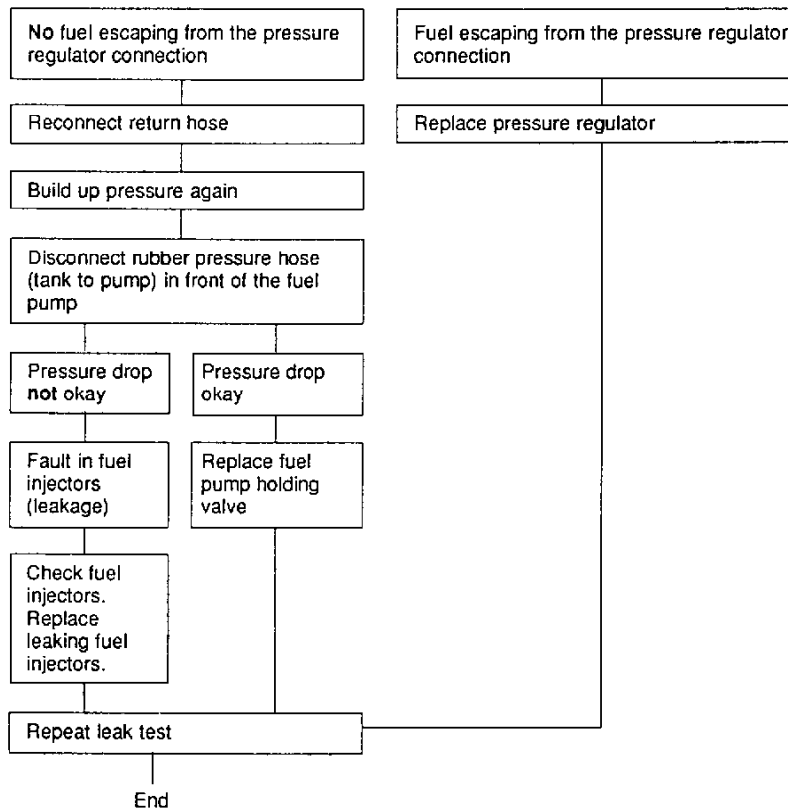 No fuel escaping from the pressure
regulator connection
Fuel escaping from the pressure regulator
connection
Reconnect return hose
Replace pressure regulator
Build up pressure again
Disconnect rubber pressure hose
(tank to pump) in front of the fuel
pump
Pressure drop
not okay
Pressure drop
okay
Fault in fuel
injectors
(leakage)
Replace fuel
pump holding
valve
Check fuel
injectors.
Replace
leaking fuel
injectors.
Repeat leak test
End